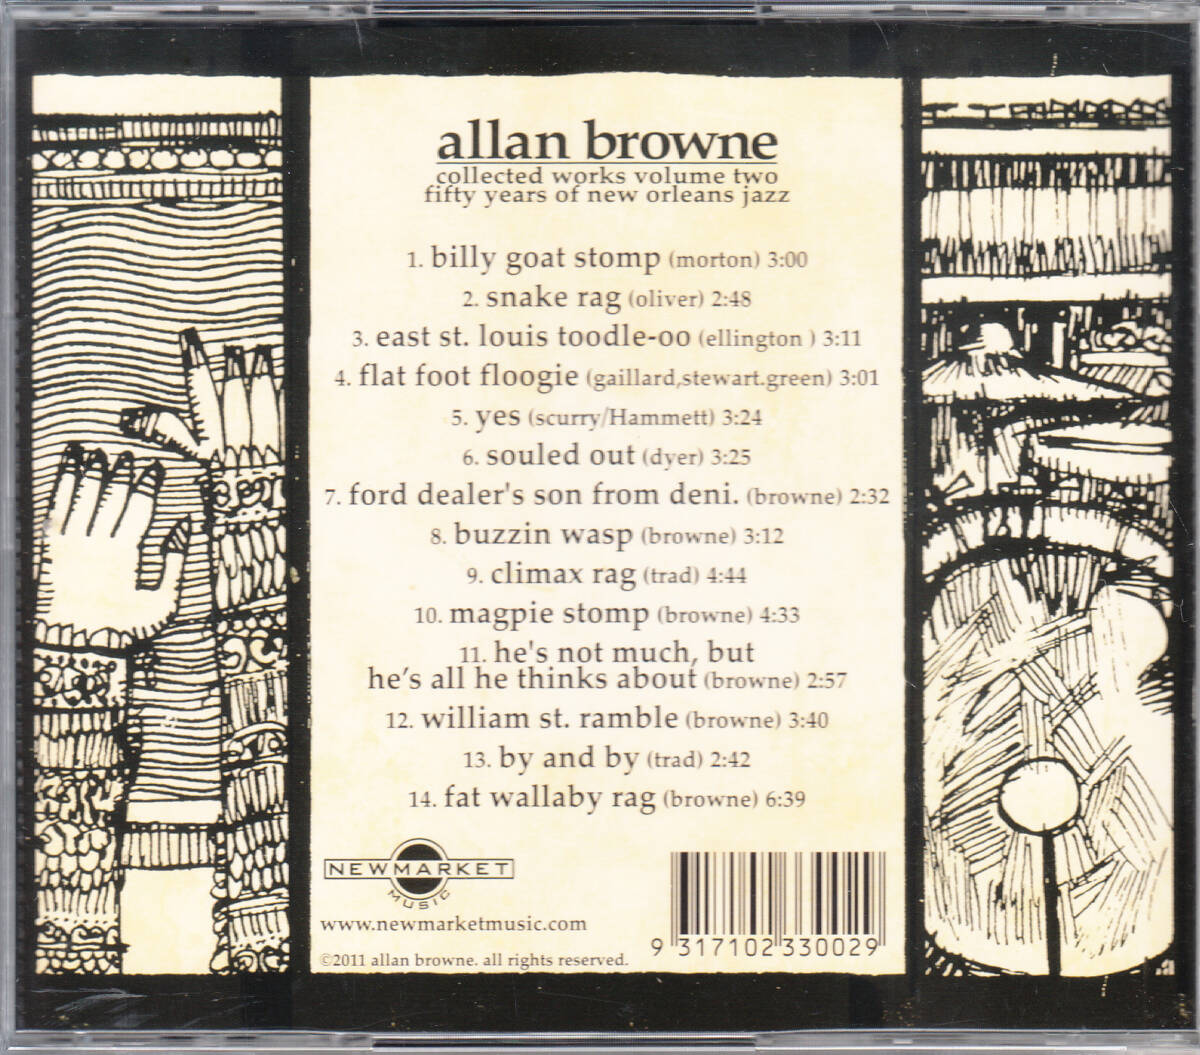 allan browne
collected works volume two
fifty years of new orleans jazz
1. billy goat stomp (morton) 3:00
2. snake rag (oliver) 2:48
3. east st. louis toodle-oo (ellington ) 3:11
4. flat foot floogie (gaillard,stewart.green) 3:01
5. yes (scurry/Hammett) 3:24
6. souled out (dyer) 3:25
7. ford dealer's son from deni. (browne) 2:32
8. buzzin wasp (browne) 3:12
9. climax rag (trad) 4:44
10. magpie stomp (browne) 4:33
11. he's not much, but
he's all he thinks about (browne) 2:57
12. william st. ramble (browne) 3:40
13. by and by (trad) 2:42
14. fat wallaby rag (browne) 6:39
NEWMARKET
MUSIC
www.newmarketmusic.com
©2011 allan browne. all rights reserved.
9 317102 330029